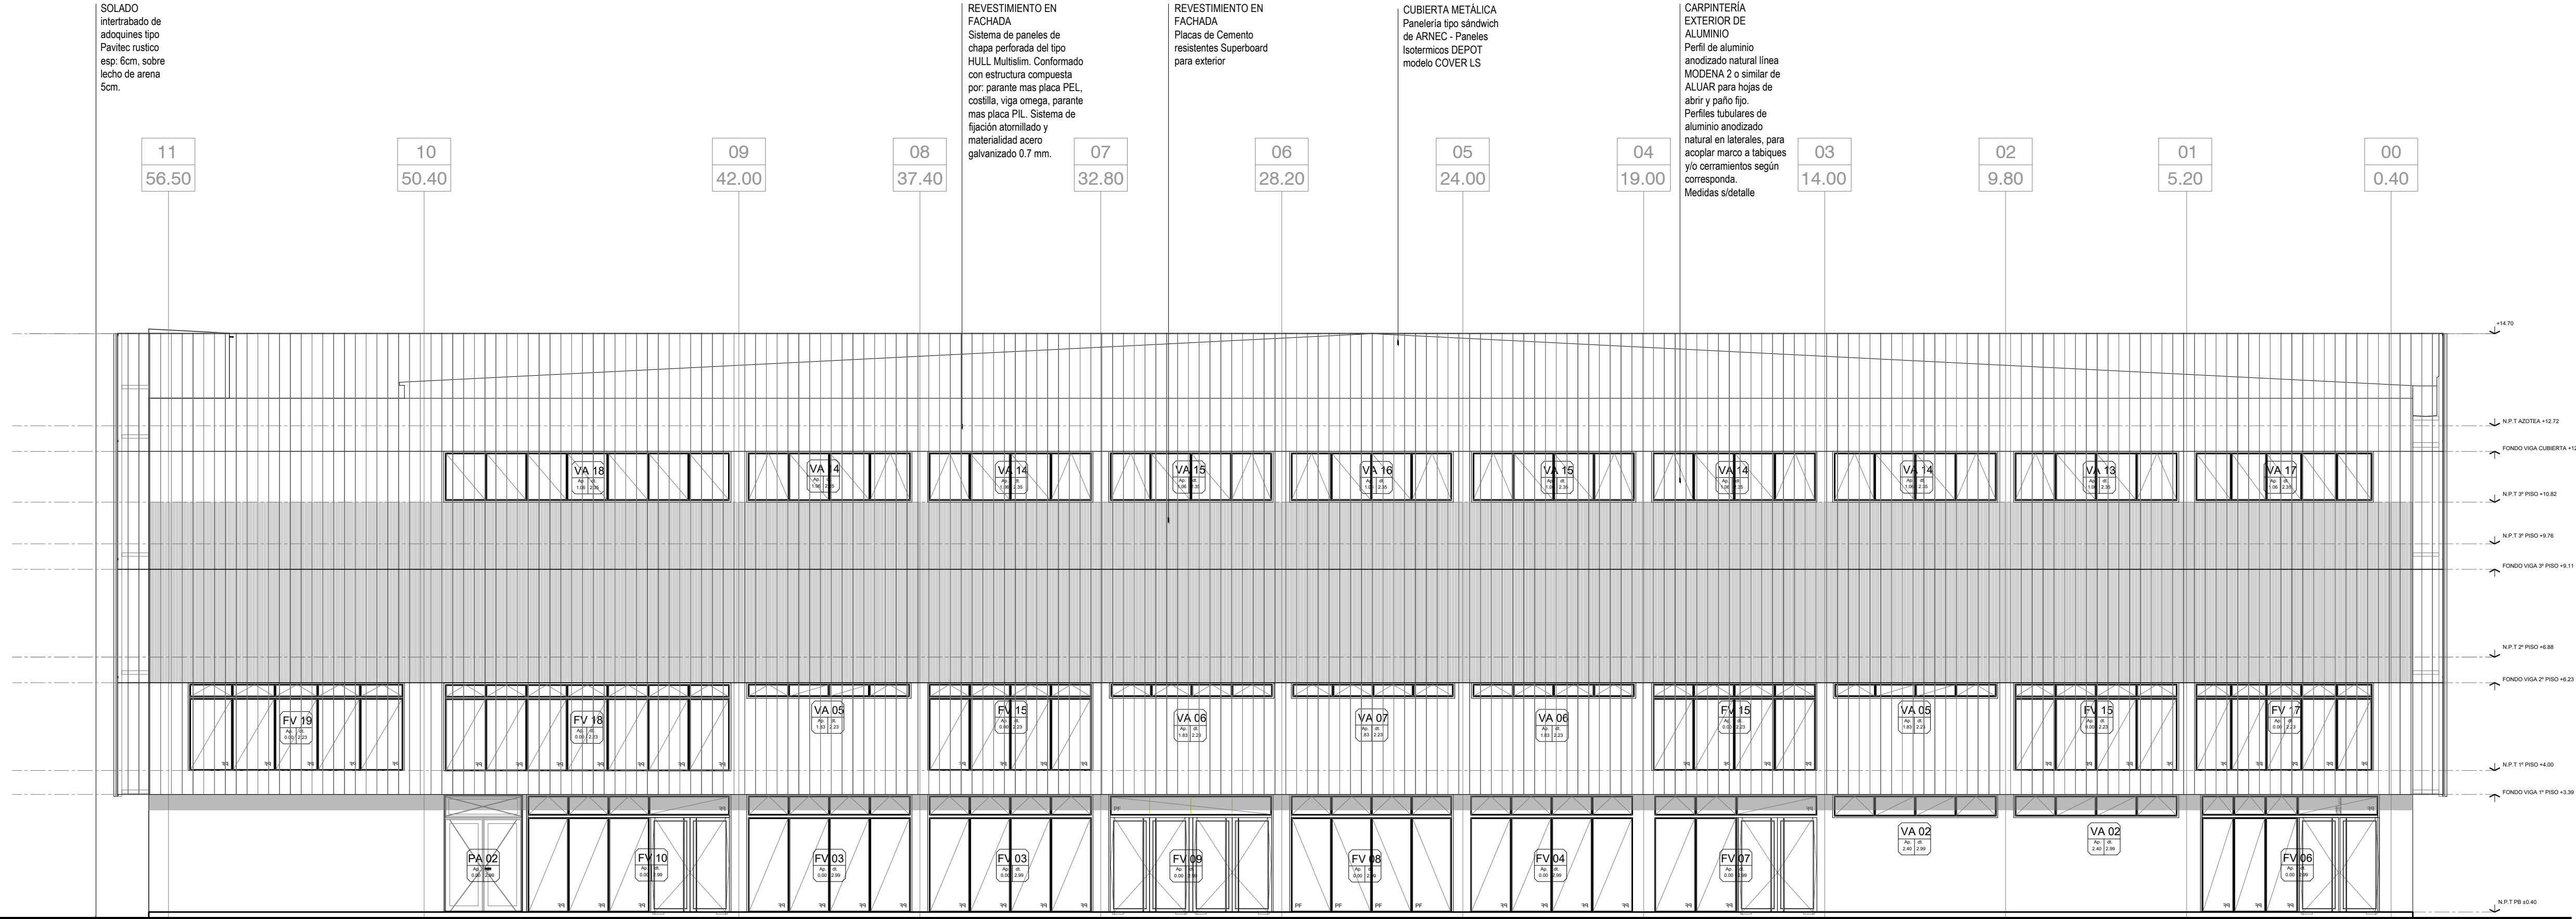 SOLADO
intertrabado de
adoquines tipo
Pavitec rustico
esp: 6cm, sobre
lecho de arena
5cm.
REVESTIMIENTO EN
FACHADA
Sistema de paneles de
chapa perforada del tipo
HULL Multislim. Conformado
con estructura compuesta
por: parante mas placa PEL,
costilla, viga omega, parante
mas placa PIL. Sistema de
fijación atornillado y
materialidad acero
galvanizado 0.7 mm.
REVESTIMIENTO EN
FACHADA
Placas de Cemento
resistentes Superboard
para exterior
CUBIERTA METÁLICA
Panelería tipo sándwich
de ARNEC - Paneles
Isotermicos DEPOT
modelo COVER LS
CARPINTERÍA
EXTERIOR DE
ALUMINIO
Perfil de aluminio
anodizado natural línea
MODENA 2 o similar de
ALUAR para hojas de
abrir y paño fijo.
Perfiles tubulares de
aluminio anodizado
natural en laterales, para
acoplar marco a tabiques
y/o cerramientos según
corresponda.
Medidas s/detalle
11 10 09 08 07 06 05 04 03 02 01 00
56.50 50.40 42.00 37.40 32.80 28.20 24.00 19.00 14.00 9.80 5.20 0.40
+14.70
N.P.T AZOTEA +12.72
FONDO VIGA CUBIERTA +12
VA 18 VA 14 VA 14 VA 15 VA 16 VA 15 VA 14 VA 14 VA 13 VA 17
N.P.T 3º PISO +10.82
N.P.T 3º PISO +9.76
FONDO VIGA 3º PISO +9.11
N.P.T 2º PISO +6.88
FONDO VIGA 2º PISO +6.23
FV 19 FV 18 VA 05 FV 15 VA 06 VA 07 VA 06 FV 15 VA 05 FV 15 FV 17
N.P.T 1º PISO +4.00
FONDO VIGA 1º PISO +3.39
PA 02 FV 10 FV 03 FV 03 FV 09 FV 08 FV 04 FV 07 VA 02 VA 02 FV 06
N.P.T PB ±0.40